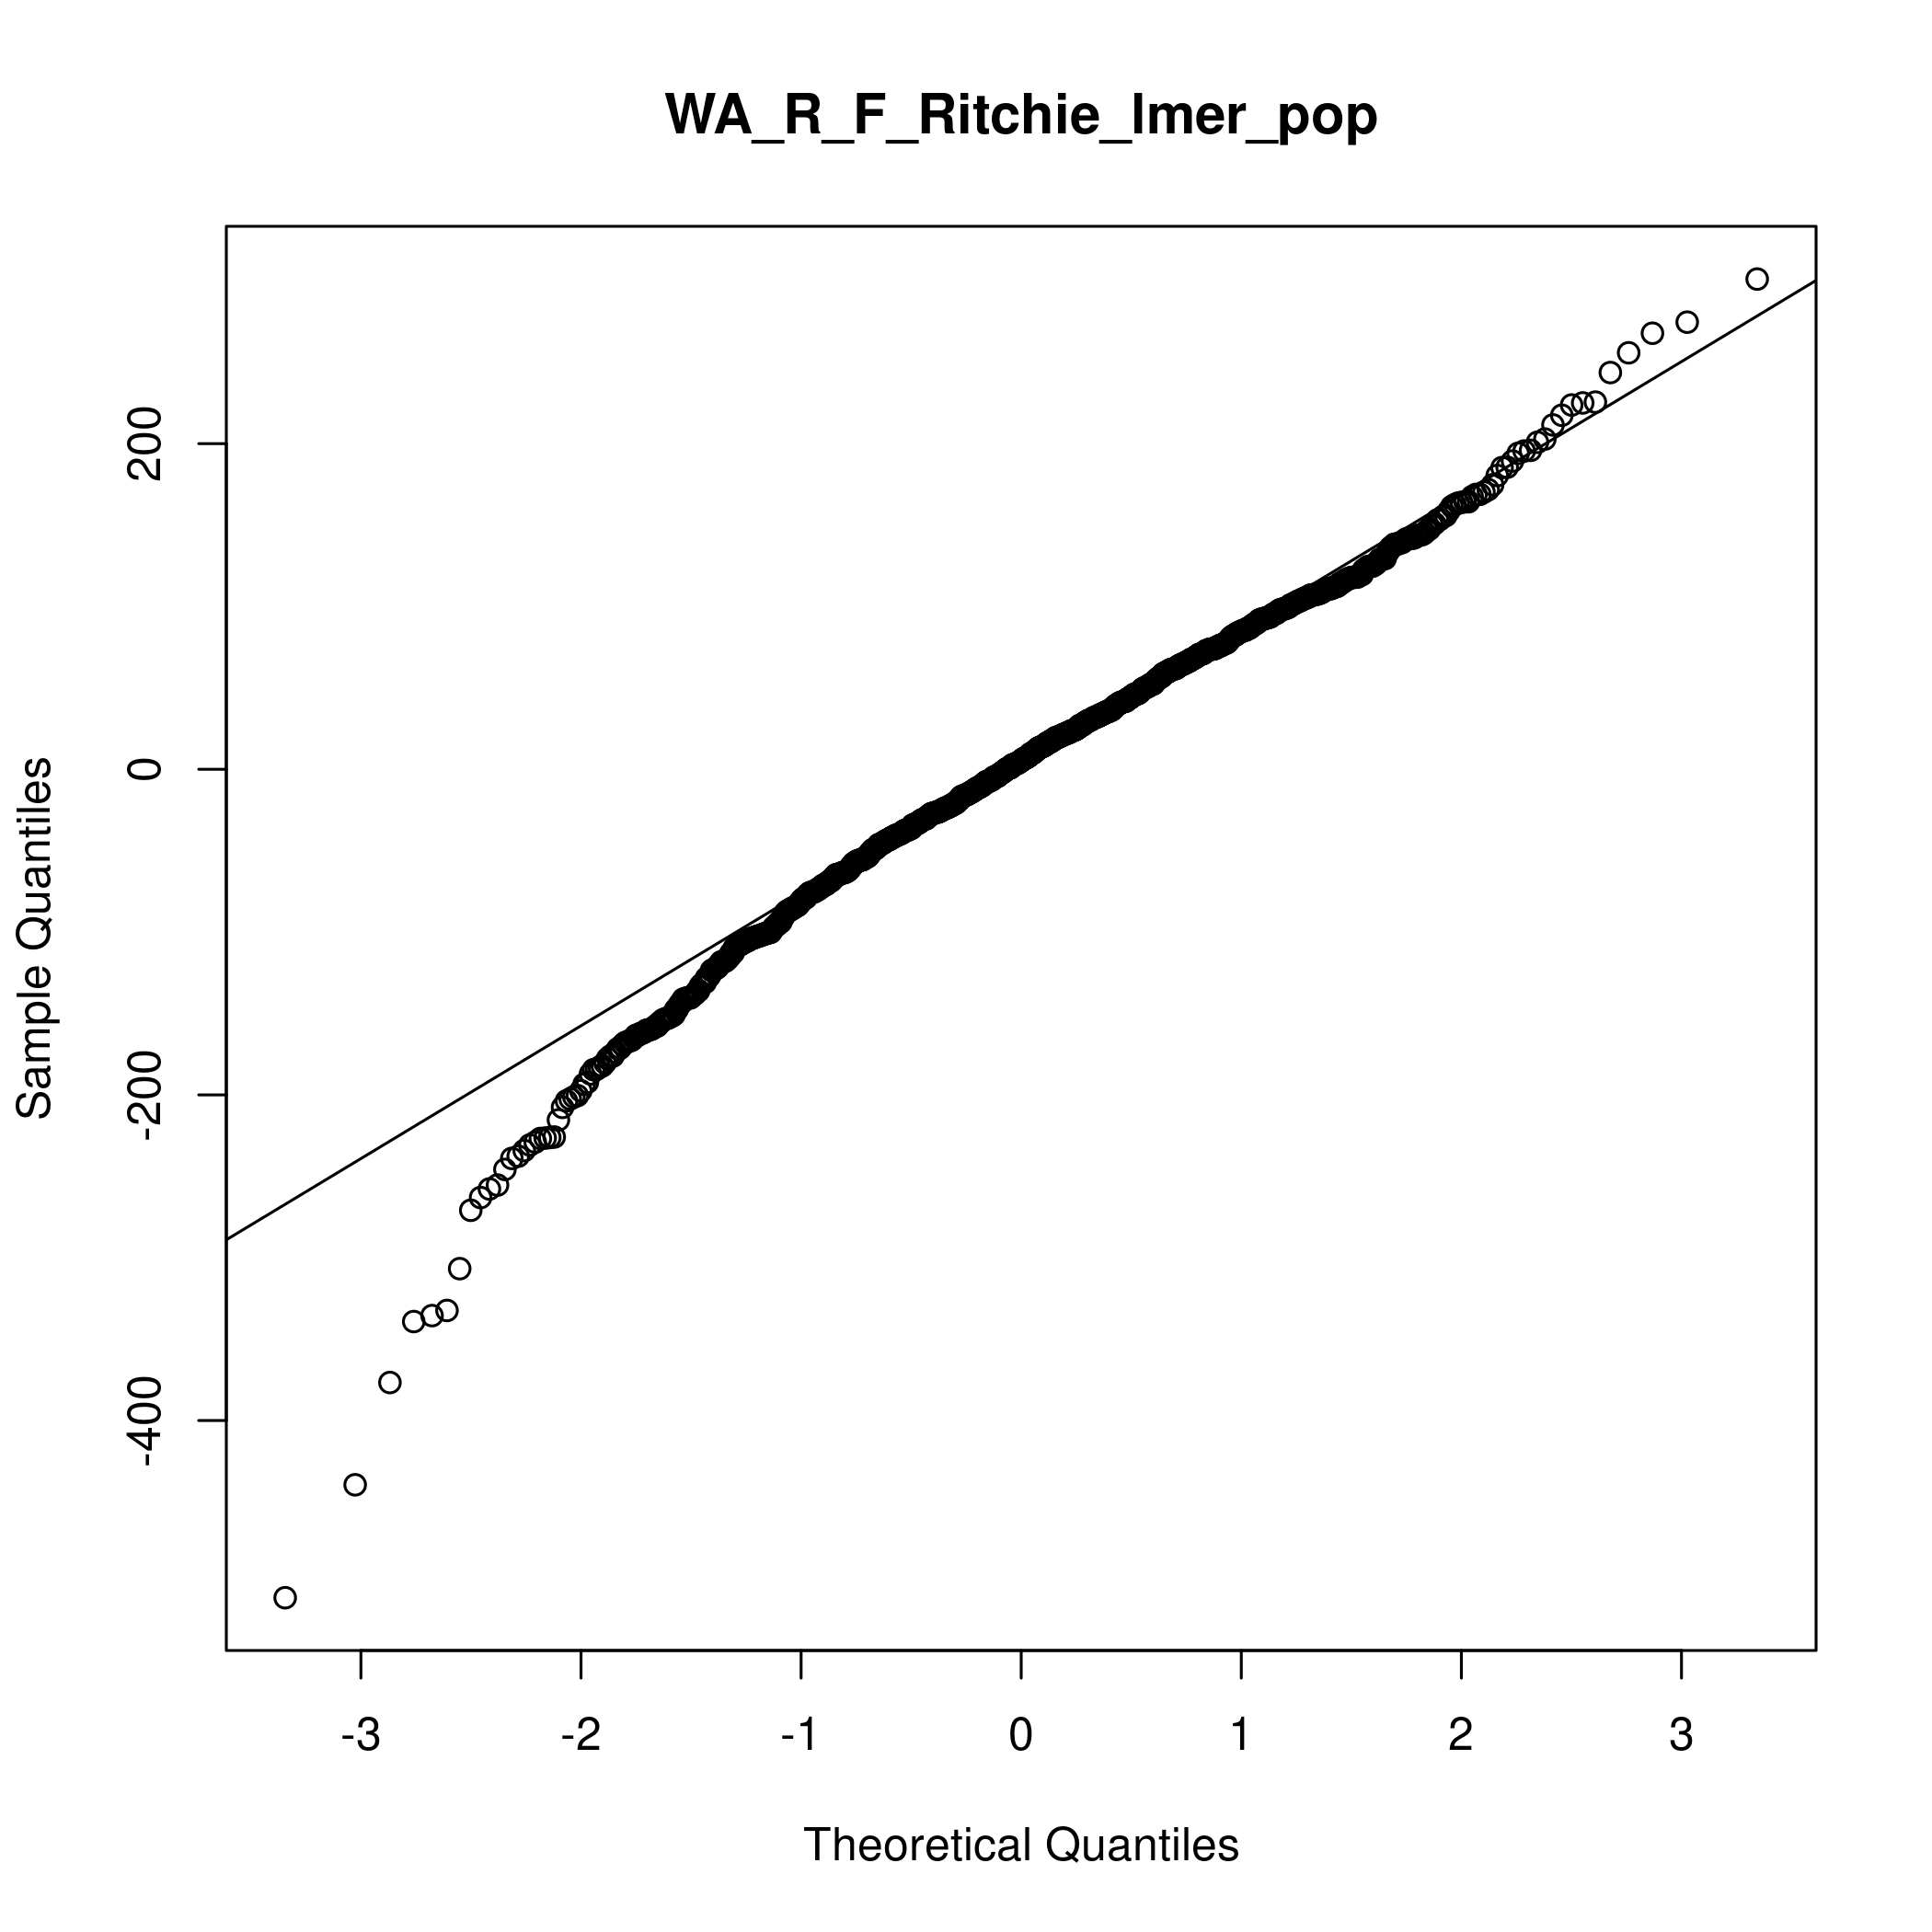 WA_R_F_Ritchie_lmer_pop
Sample Quantiles
200
0
-200
-400
-3 -2 -1 0 1 2 3
Theoretical Quantiles